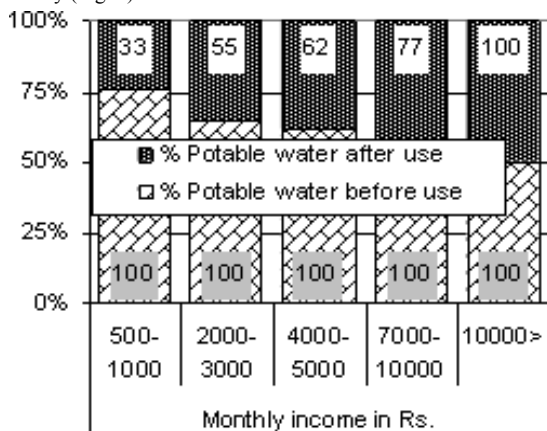 100%
33 55 62 77 100
75%
% Potable water after use
50%
% Potable water before use
25%
100 100 100 100 100
0%
500- 2000- 4000- 7000- 10000>
1000 3000 5000 10000
Monthly income in Rs.